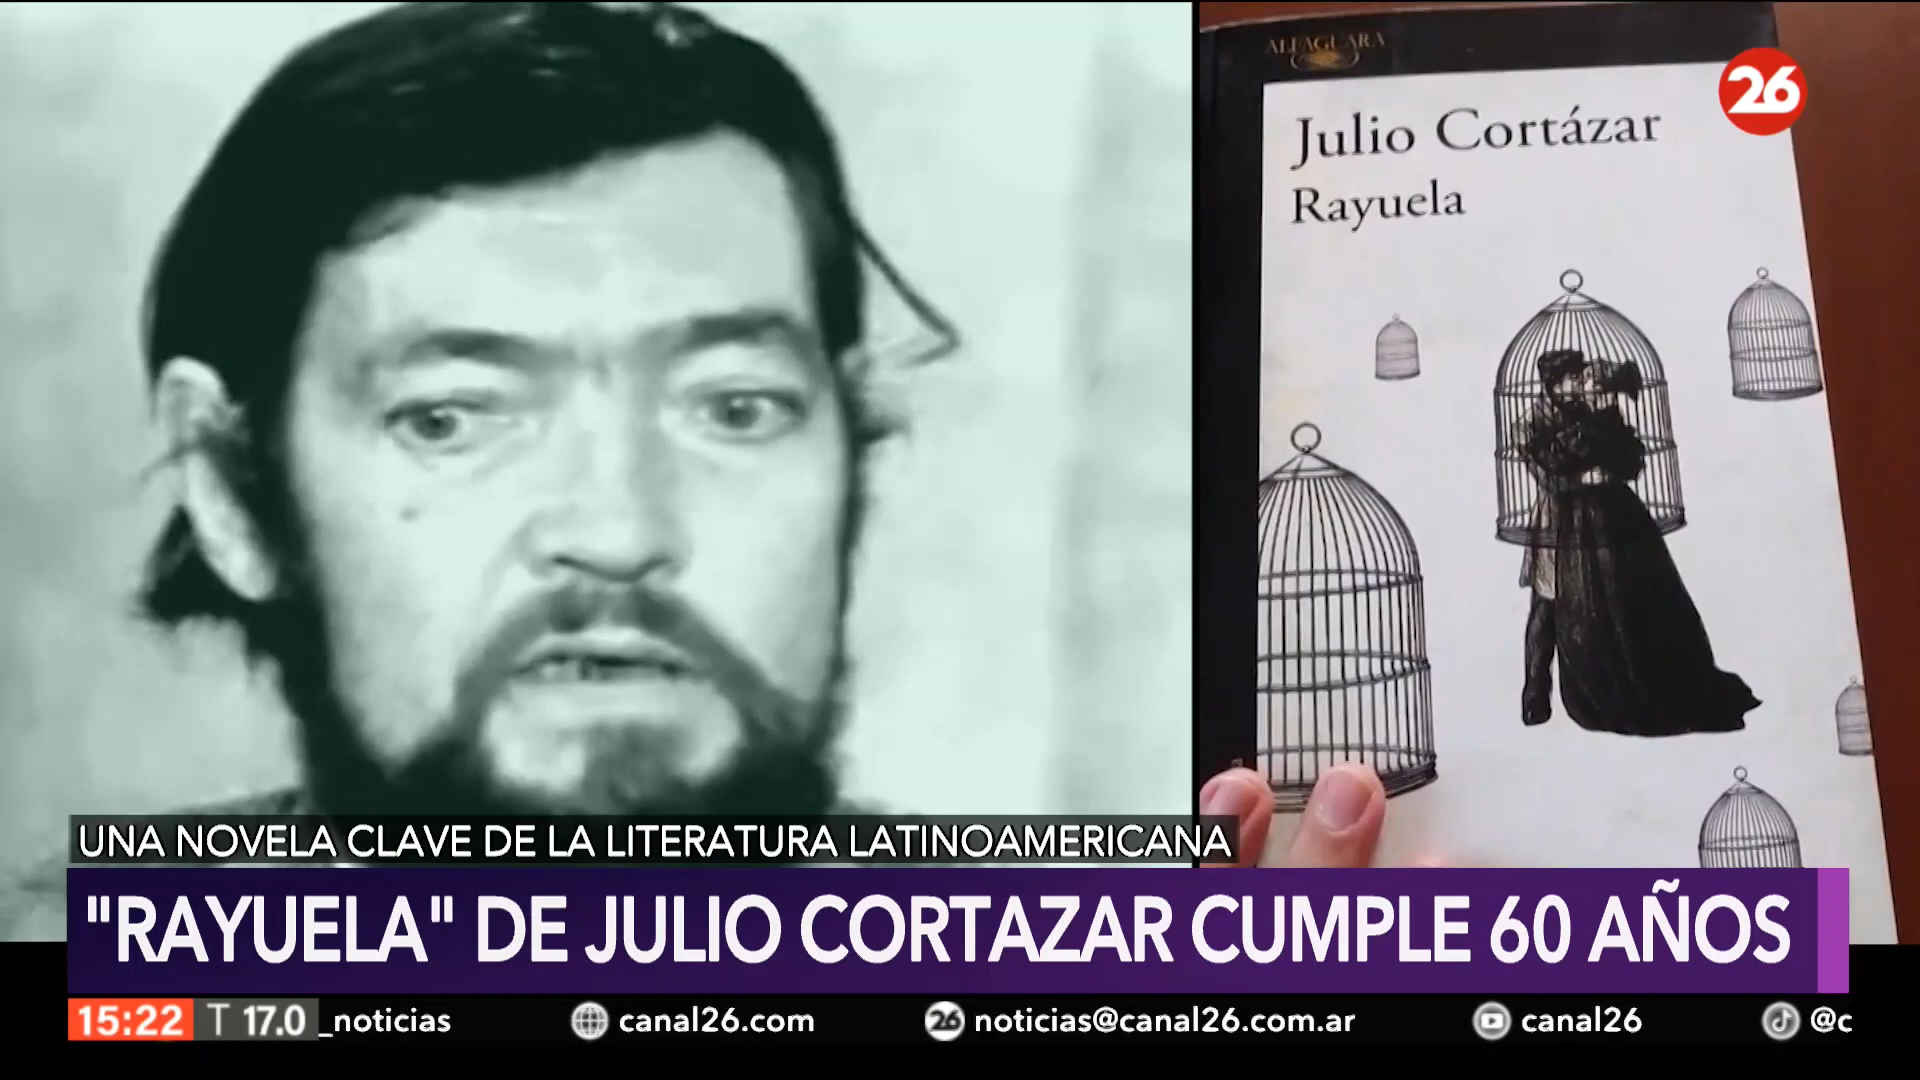 ALFAGUARA
26
Julio Cortázar
Rayuela
UNA NOVELA CLAVE DE LA LITERATURA LATINOAMERICANA
"RAYUELA" DE JULIO CORTAZAR CUMPLE 60 AÑOS
15:22 T 17.0 _noticias canal26.com 26 noticias@canal26.com.ar canal26 @c